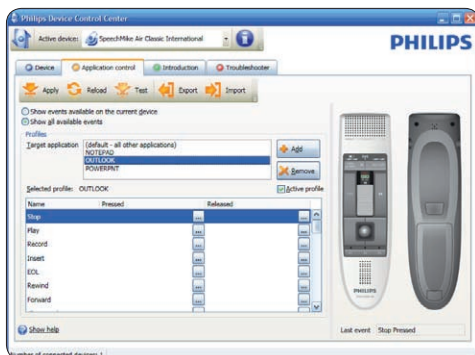 Philips Device Control Center
Active device: SpeechMike Air Classic International
PHILIPS
Device Application control Introduction Troubleshooter
Apply Reload Test Export Import
Show events available on the current device
Show all available events
Profiles
Target application (default - all other applications)
NOTEPAD
OUTLOOK
POWERPNT
Add
Remove
Selected profile: OUTLOOK Active profile
Name Pressed Released
Stop
Play
Record
Insert
EOL
Rewind
Forward
PHILIPS
Show help
Last event Stop Pressed
Number of connected devices: 1